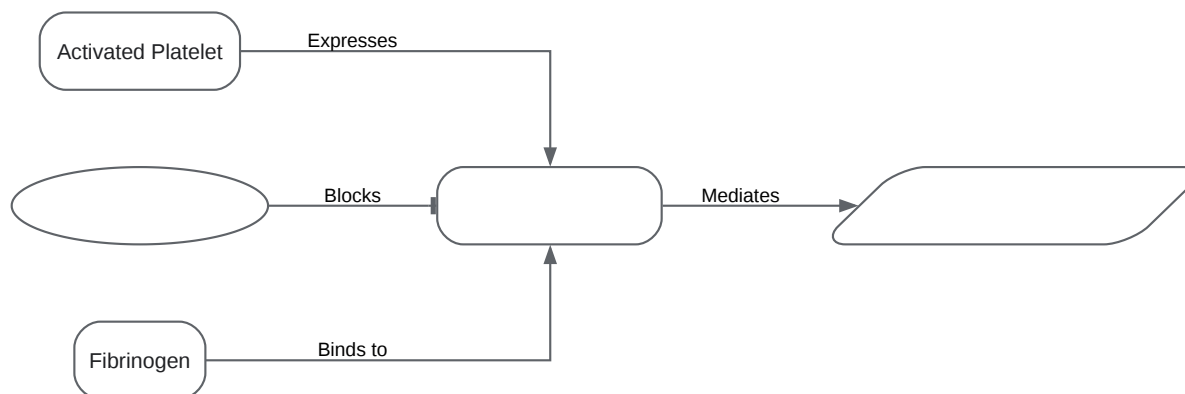 Activated Platelet
Expresses
Blocks
Mediates
Fibrinogen
Binds to